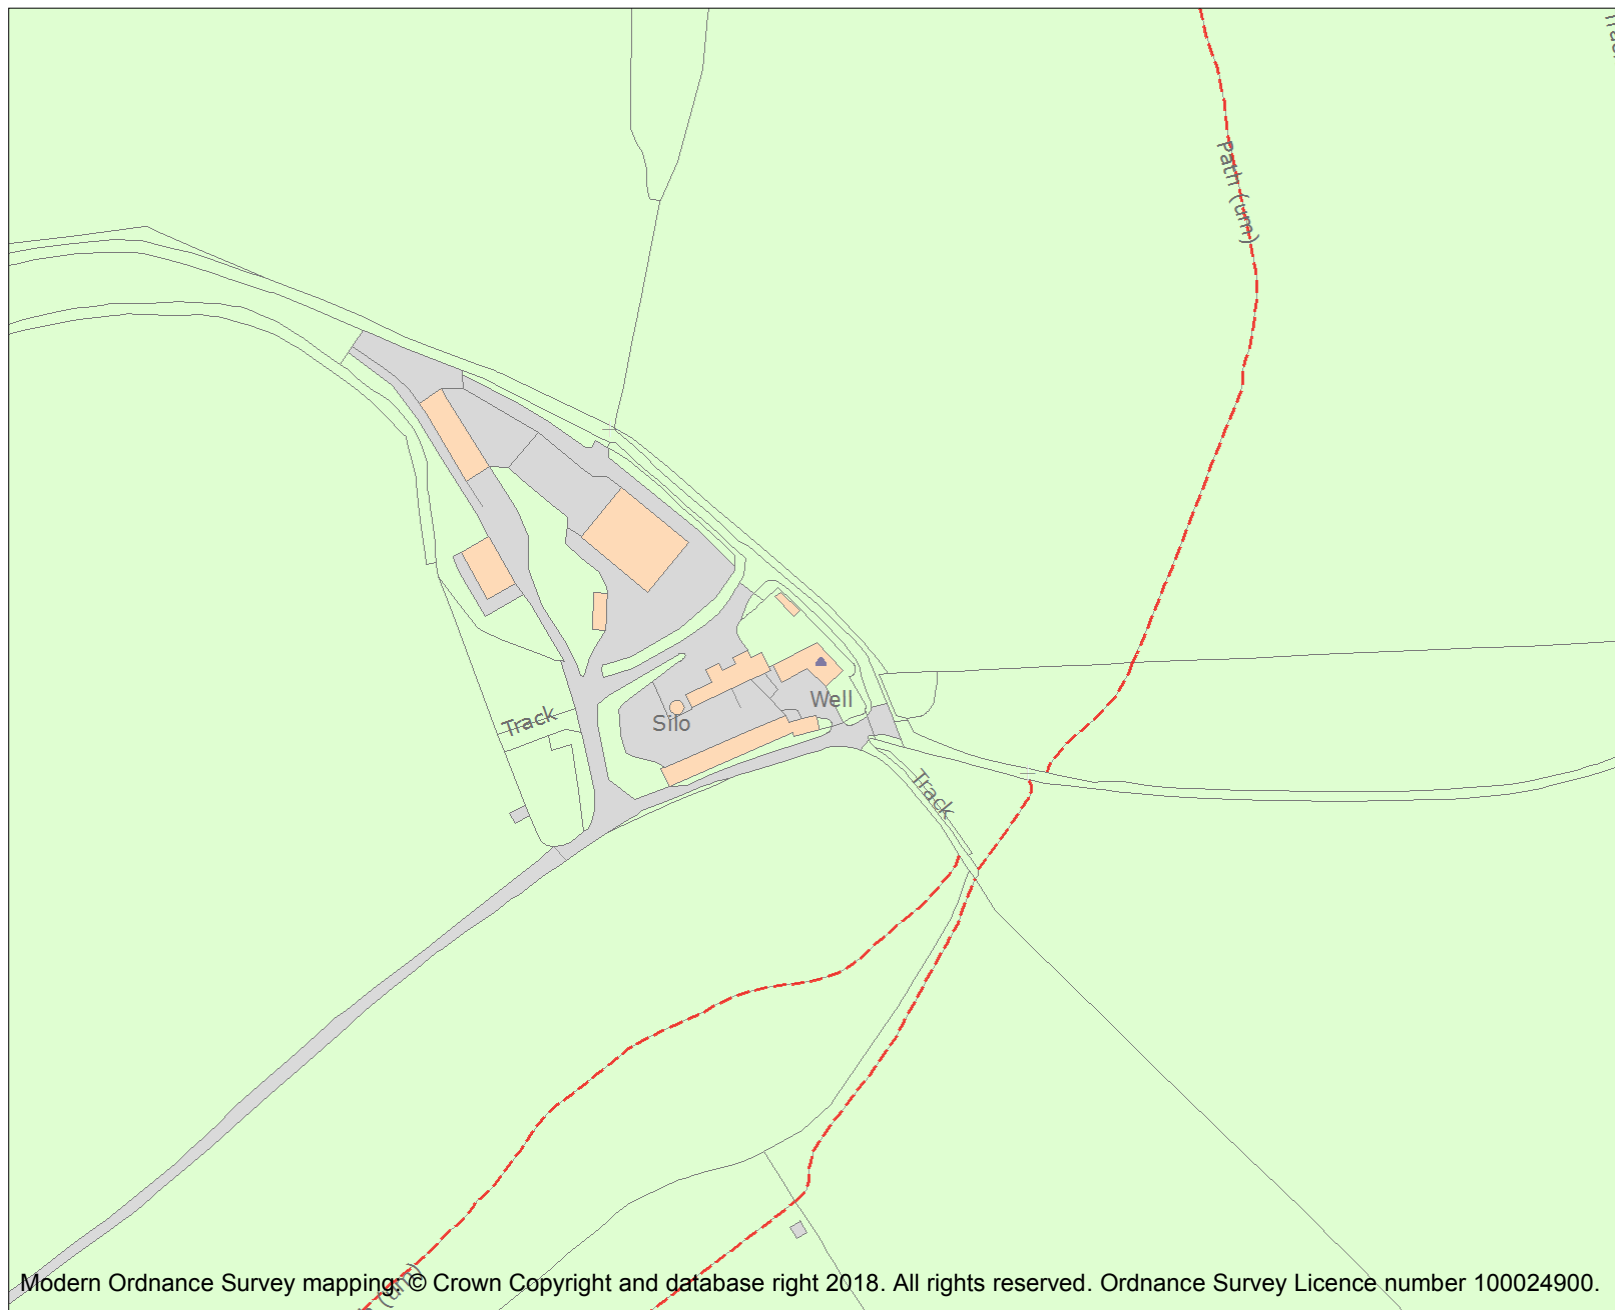 Path (um)
Track
Silo
Well
Track
(um)
Modern Ordnance Survey mapping: © Crown Copyright and database right 2018. All rights reserved. Ordnance Survey Licence number 100024900.